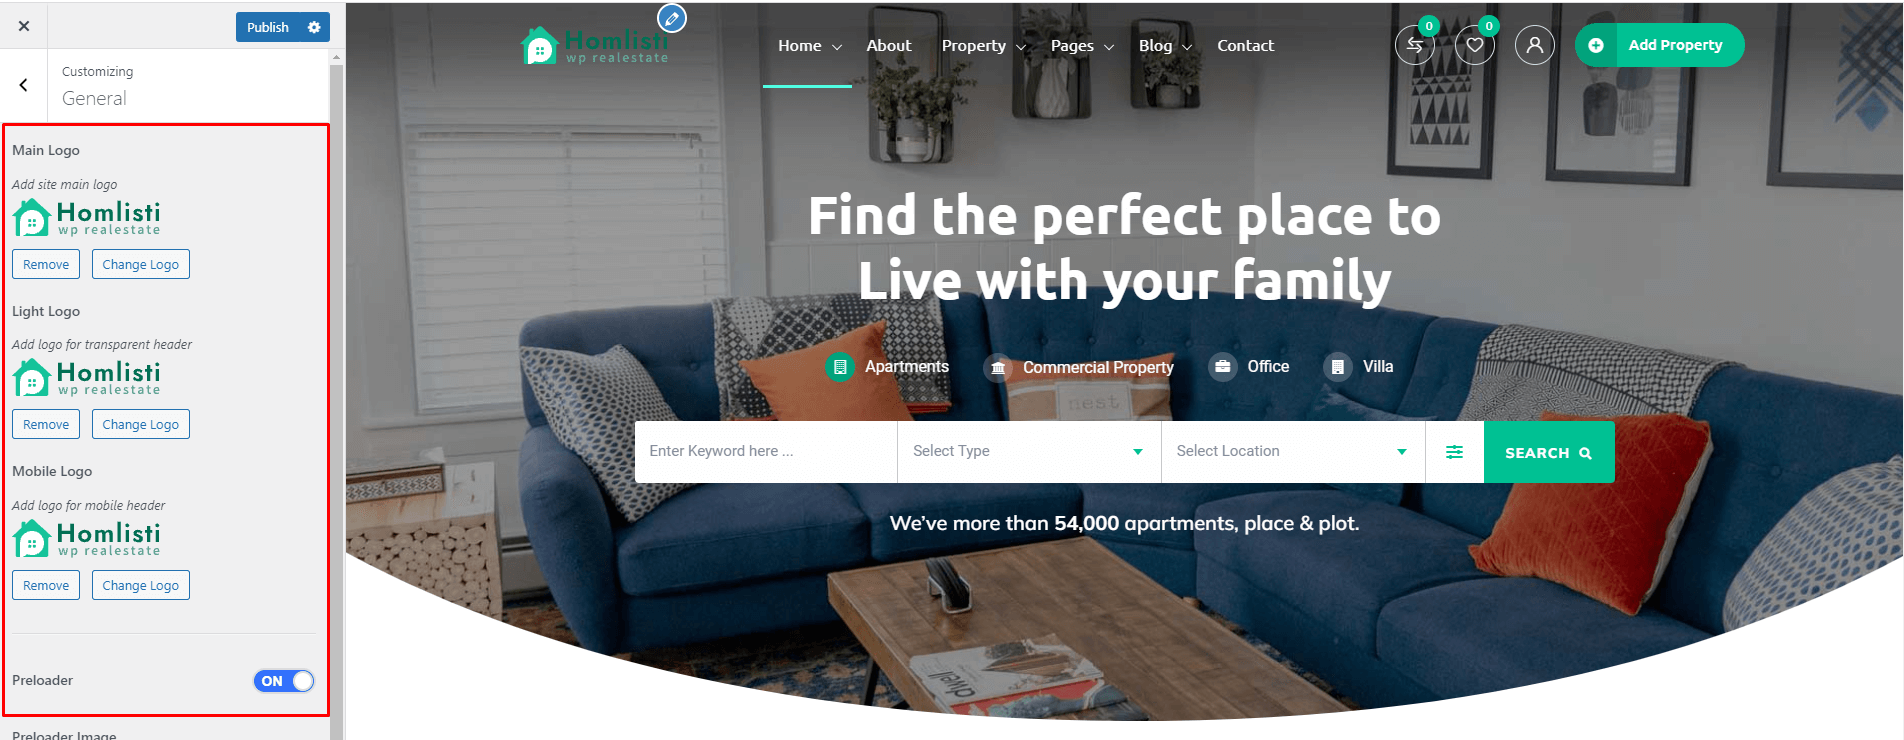 Publish
Customizing
General
Main Logo
Add site main logo
Homlisti
wp realestate
Remove
Change Logo
Light Logo
Add logo for transparent header
Homlisti
wp realestate
Remove
Change Logo
Mobile Logo
Add logo for mobile header
Homlisti
wp realestate
Remove
Change Logo
Preloader
ON
Preloader Image
Homlisti
wp realestate
Home
About
Property
Pages
Blog
Contact
0
0
Add Property
Find the perfect place to
Live with your family
Apartments
Commercial Property
Office
Villa
nest
Enter Keyword here ...
Select Type
Select Location
SEARCH
We've more than 54,000 apartments, place & plot.
dwell